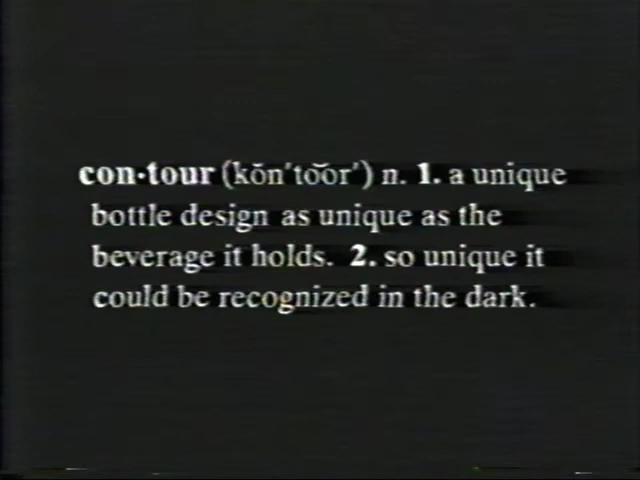 con·tour (kŏn′to͝or′) n. 1. a unique
bottle design as unique as the
beverage it holds. 2. so unique it
could be recognized in the dark.